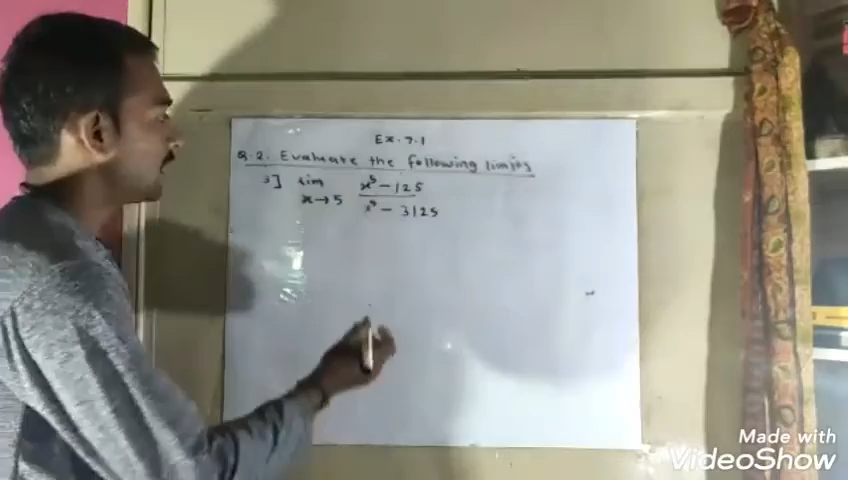 Ex. 7.1
Q.2. Evaluate the following limits
3] lim x→5 x³ - 125 / x⁵ - 3125
Made with
VideoShow